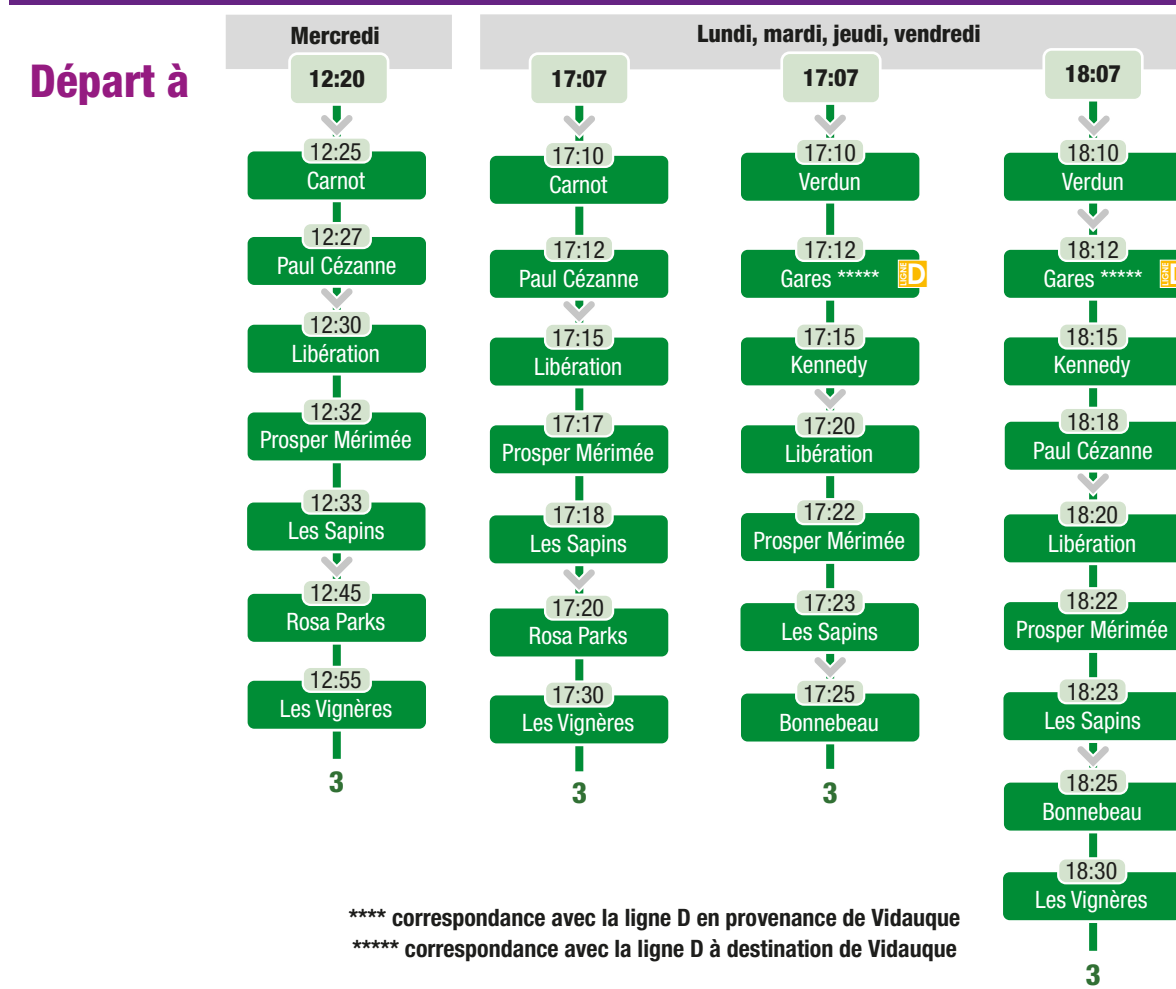 Départ à
Mercredi
12:20
12:25
Carnot
12:27
Paul Cézanne
12:30
Libération
12:32
Prosper Mérimée
12:33
Les Sapins
12:45
Rosa Parks
12:55
Les Vignères
3
Lundi, mardi, jeudi, vendredi
17:07
17:10
Carnot
17:12
Paul Cézanne
17:15
Libération
17:17
Prosper Mérimée
17:18
Les Sapins
17:20
Rosa Parks
17:30
Les Vignères
3
17:07
17:10
Verdun
17:12
Gares *****
LIGNE D
17:15
Kennedy
17:20
Libération
17:22
Prosper Mérimée
17:23
Les Sapins
17:25
Bonnebeau
3
18:07
18:10
Verdun
18:12
Gares *****
LIGNE D
18:15
Kennedy
18:18
Paul Cézanne
18:20
Libération
18:22
Prosper Mérimée
18:23
Les Sapins
18:25
Bonnebeau
18:30
Les Vignères
3
**** correspondance avec la ligne D en provenance de Vidauque
***** correspondance avec la ligne D à destination de Vidauque